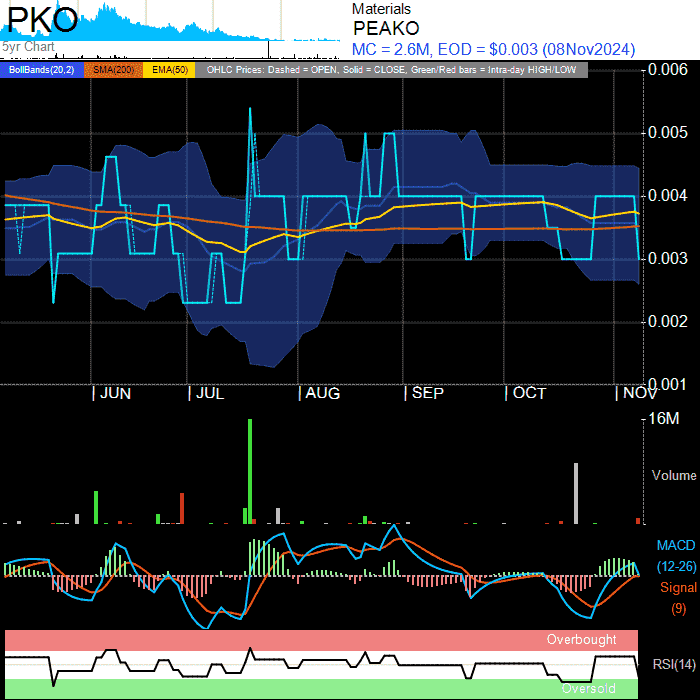 PKO
5yr Chart
Materials
PEAKO
MC = 2.6M, EOD = $0.003 (08Nov2024)
BollBands(20,2) SMA(200) EMA(50) OHLC Prices: Dashed = OPEN, Solid = CLOSE, Green/Red bars = Intra-day HIGH/LOW
0.006
0.005
0.004
0.003
0.002
0.001
JUN JUL AUG SEP OCT NOV
16M
Volume
MACD
(12-26)
Signal
(9)
Overbought
RSI(14)
Oversold